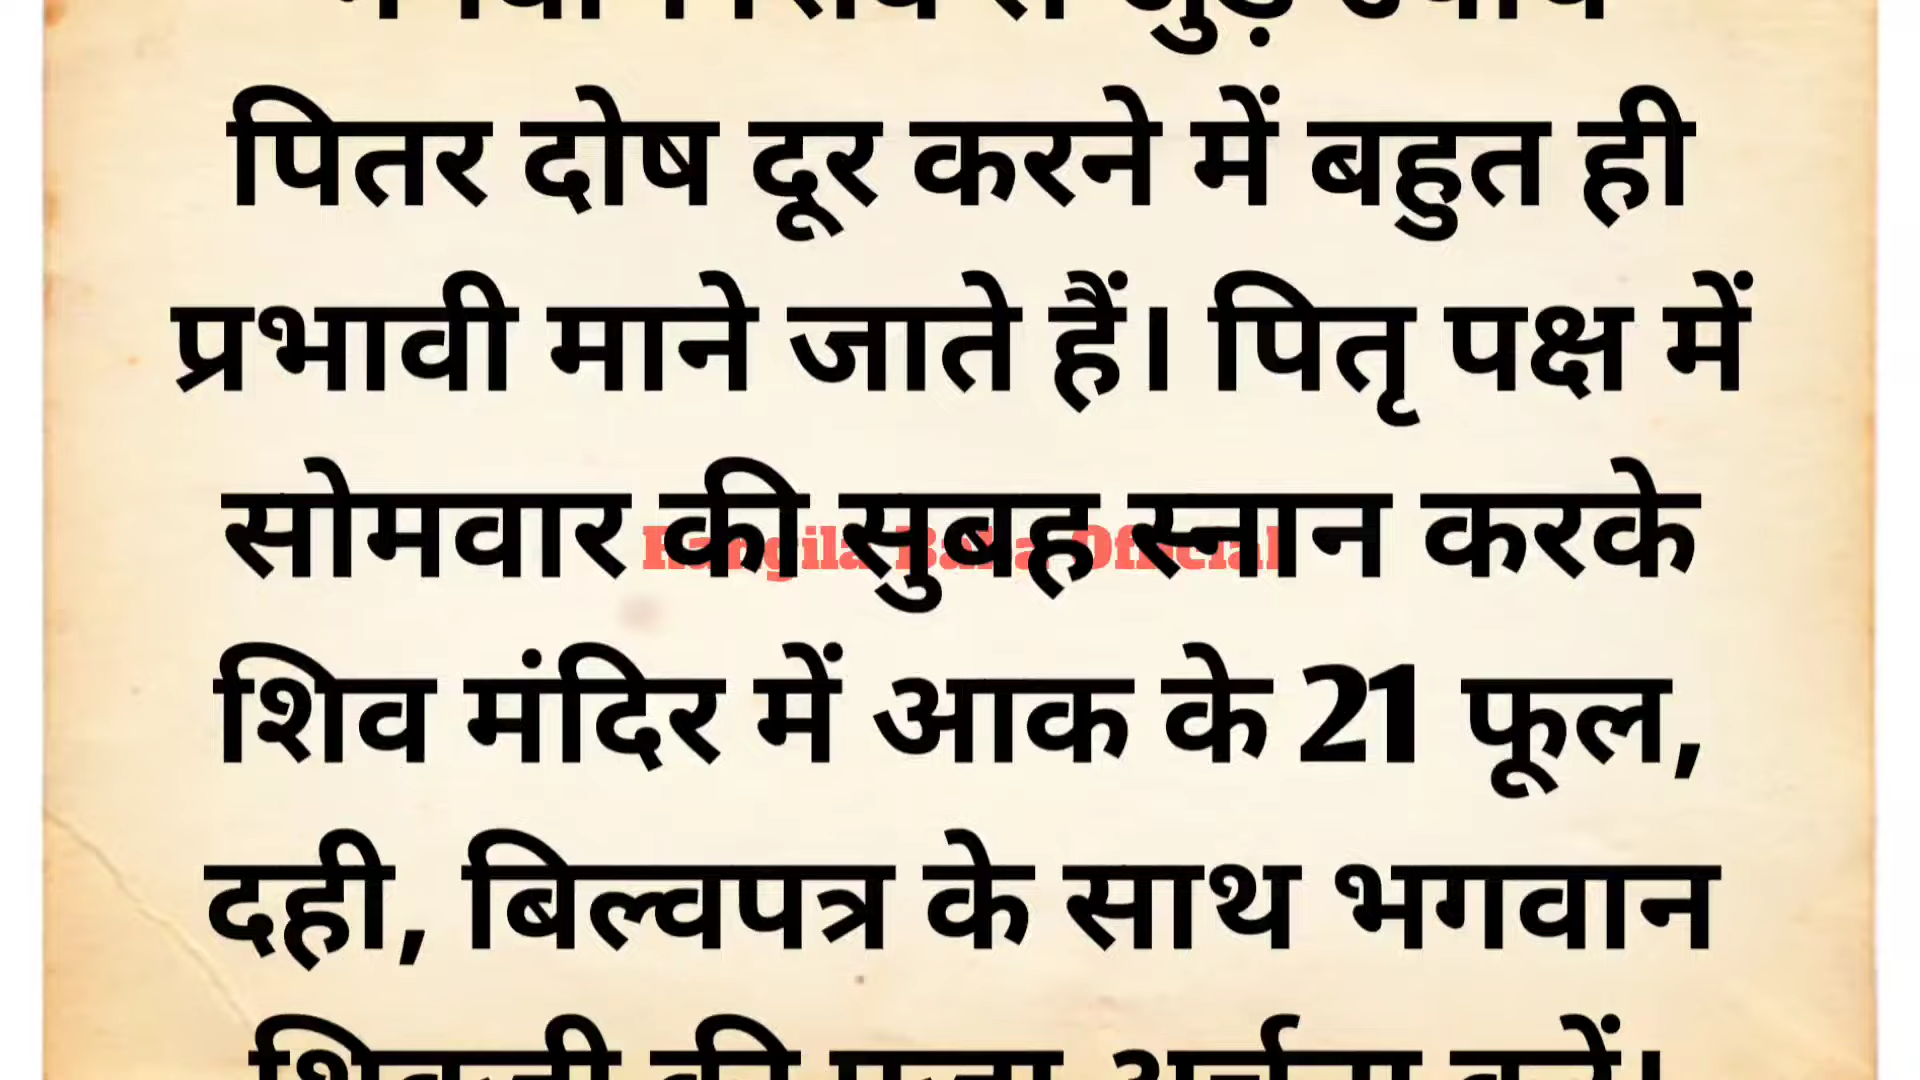 पितर दोष दूर करने में बहुत ही
प्रभावी माने जाते हैं। पितृ पक्ष में
सोमवार की सुबह स्नान करके
Rangila Baba Official
शिव मंदिर में आक के 21 फूल,
दही, बिल्वपत्र के साथ भगवान
शिवजी की पूजा अर्चना करें।